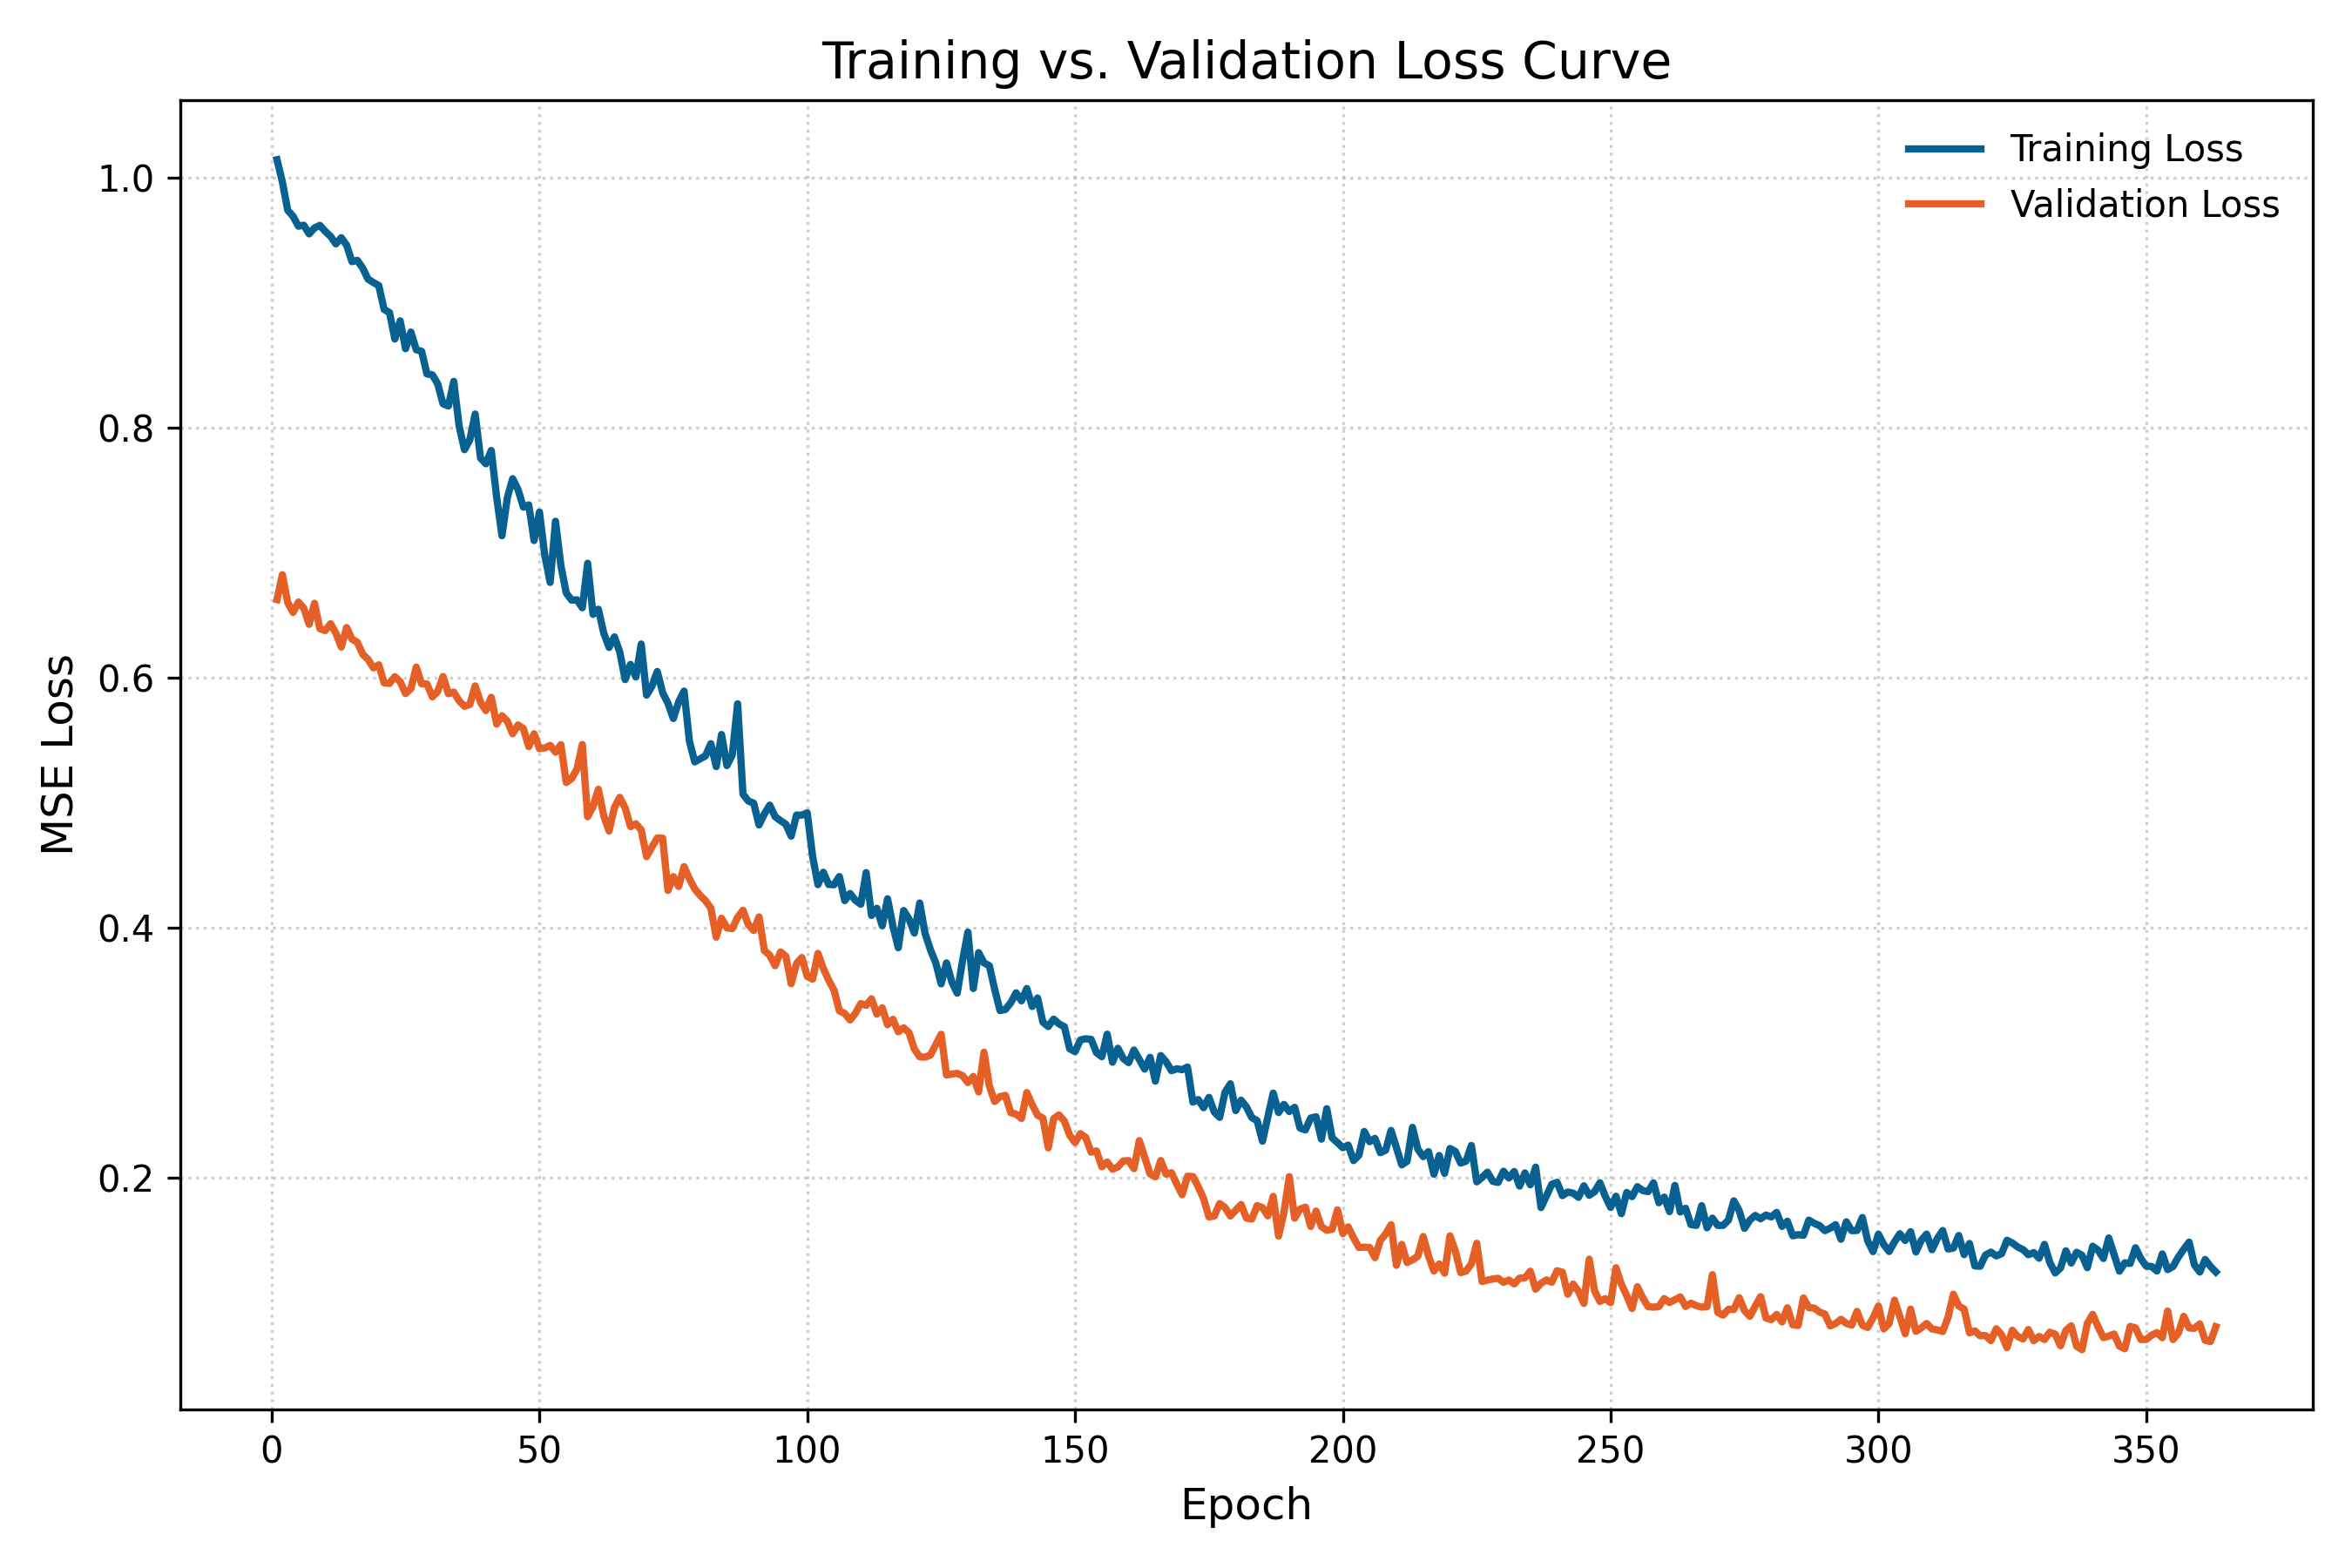 Training vs. Validation Loss Curve
Training Loss
Validation Loss
MSE Loss
1.0
0.8
0.6
0.4
0.2
0 50 100 150 200 250 300 350
Epoch